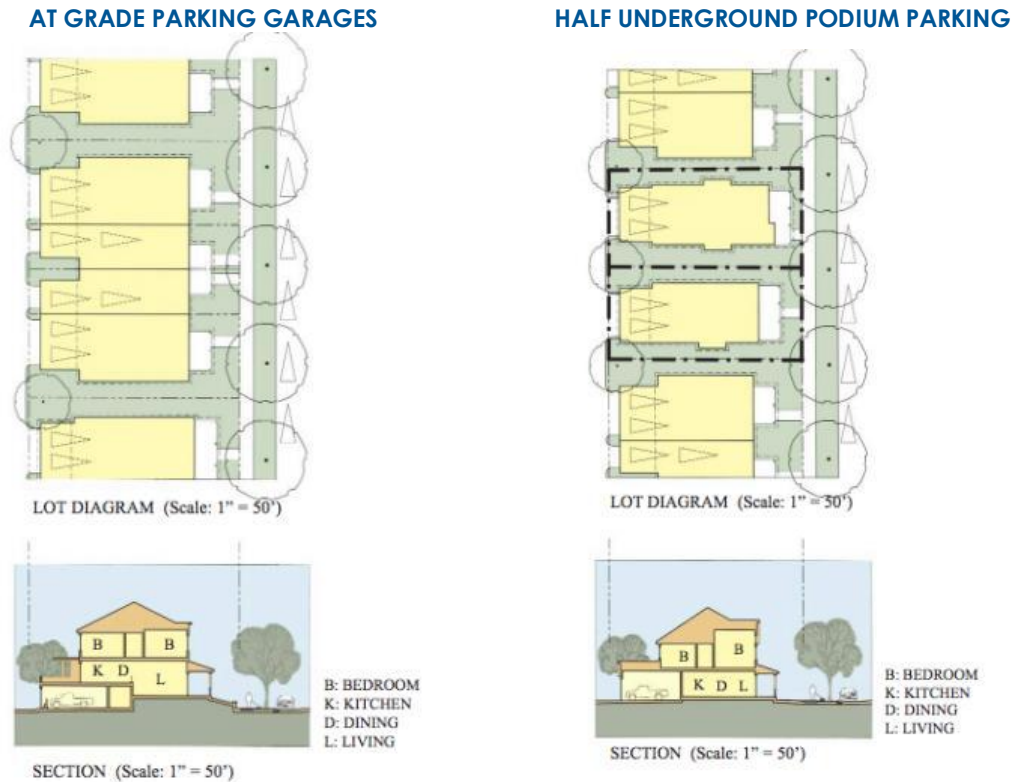 AT GRADE PARKING GARAGES
LOT DIAGRAM (Scale: 1" = 50')
B B
K D L
B: BEDROOM
K: KITCHEN
D: DINING
L: LIVING
SECTION (Scale: 1" = 50')
HALF UNDERGROUND PODIUM PARKING
LOT DIAGRAM (Scale: 1" = 50')
B B
K D L
B: BEDROOM
K: KITCHEN
D: DINING
L: LIVING
SECTION (Scale: 1" = 50')